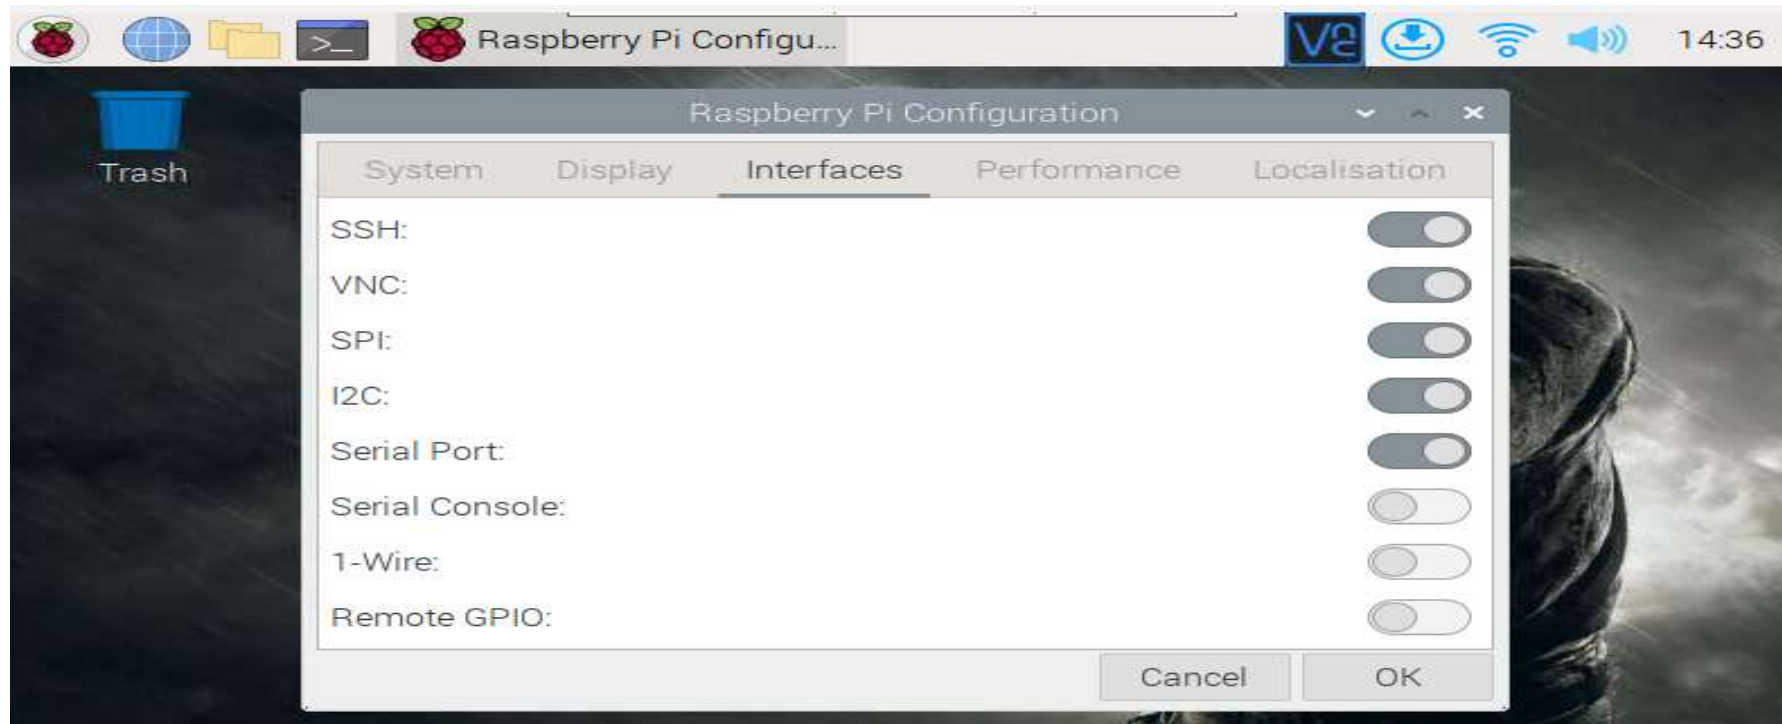 >_
Raspberry Pi Configu...
14:36
Trash
Raspberry Pi Configuration
System Display Interfaces Performance Localisation
SSH:
VNC:
SPI:
I2C:
Serial Port:
Serial Console:
1-Wire:
Remote GPIO:
Cancel OK